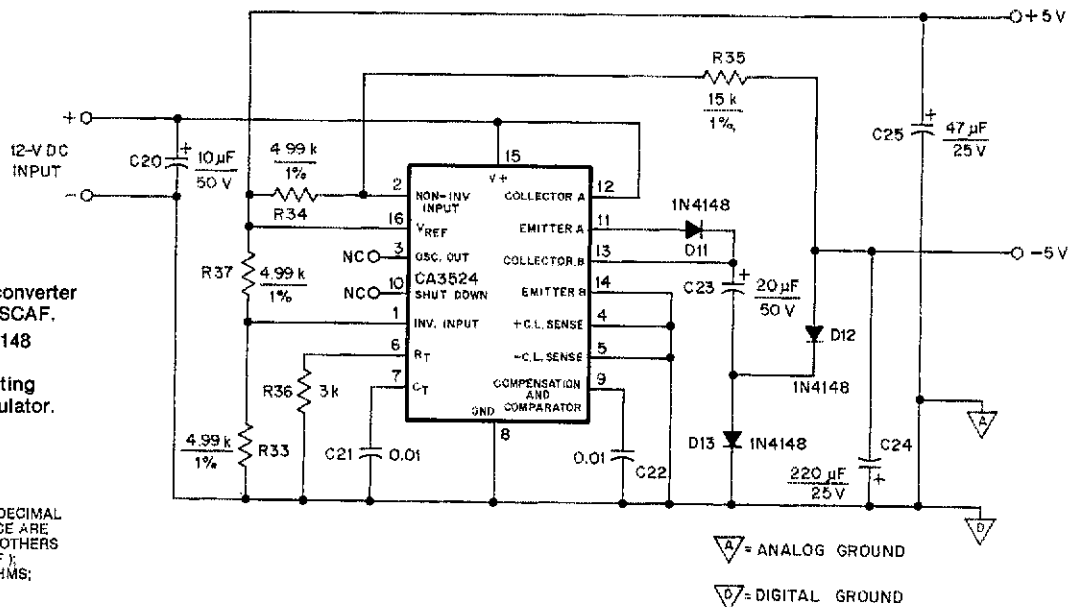 +5V
R35
15 k
1%
+
12-V DC
INPUT
-
C20
+
10 µF
50 V
4.99 k
1%
R34
2
NON-INV
INPUT
16
VREF
NC
3
OSC. OUT
CA3524
NC
10
SHUT DOWN
1
INV. INPUT
6
RT
7
CT
15
V+
COLLECTOR A
12
EMITTER A
11
COLLECTOR B
13
EMITTER B
14
+C.L. SENSE
4
-C.L. SENSE
5
COMPENSATION
AND
COMPARATOR
9
GND
8
R37
4.99k
1%
R36
3k
4.99 k
1%
R33
C21
0.01
0.01
C22
1N4148
D11
C23
+
20 µF
50 V
D12
1N4148
D13
1N4148
C25
+
47 µF
25 V
-5V
C24
220 µF
25V
+
A
D
A = ANALOG GROUND
D = DIGITAL GROUND
converter
SCAF.
148
ting
ulator.
DECIMAL
CE ARE
OTHERS
F );
HMS;